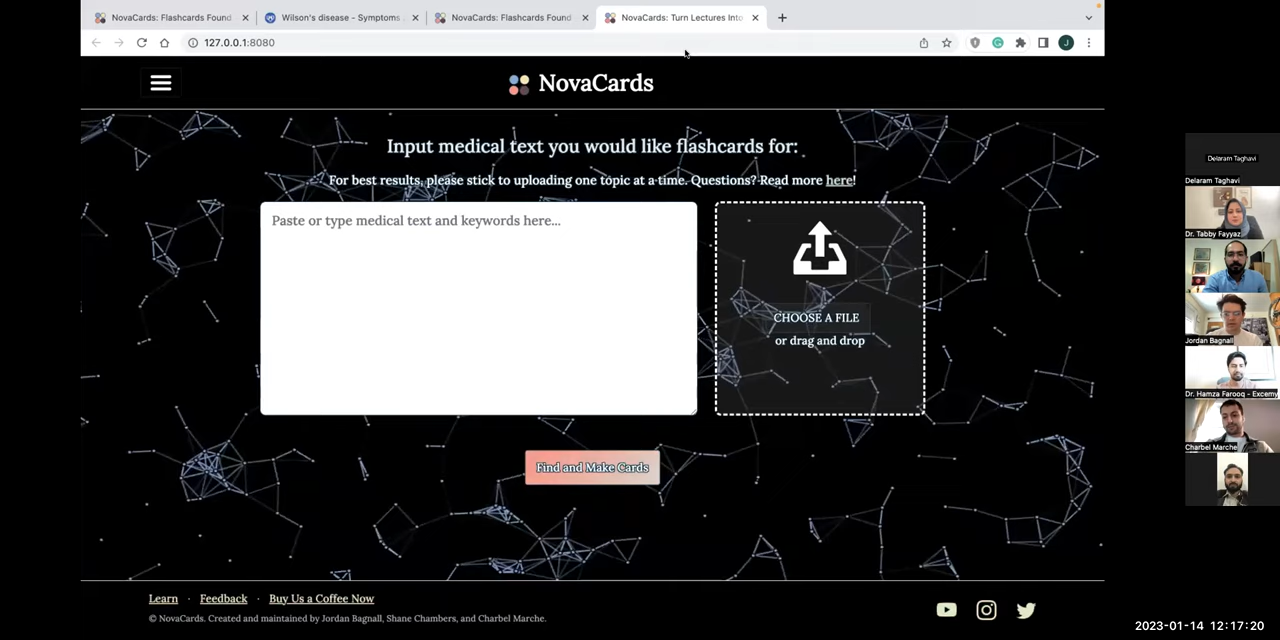 NovaCards: Flashcards Found
Wilson's disease - Symptoms
NovaCards: Flashcards Found
NovaCards: Turn Lectures Into
127.0.0.1:8080
J
NovaCards
Input medical text you would like flashcards for:
For best results, please stick to uploading one topic at a time. Questions? Read more here!
Paste or type medical text and keywords here...
CHOOSE A FILE
or drag and drop
Find and Make Cards
Learn · Feedback · Buy Us a Coffee Now
© NovaCards. Created and maintained by Jordan Bagnall, Shane Chambers, and Charbel Marche.
Delaram Taghavi
Delaram Taghavi
Dr. Tabby Fayyaz
Jordan Bagnall
Dr. Hamza Farooq - Excemy
Charbel Marche
2023-01-14 12:17:20